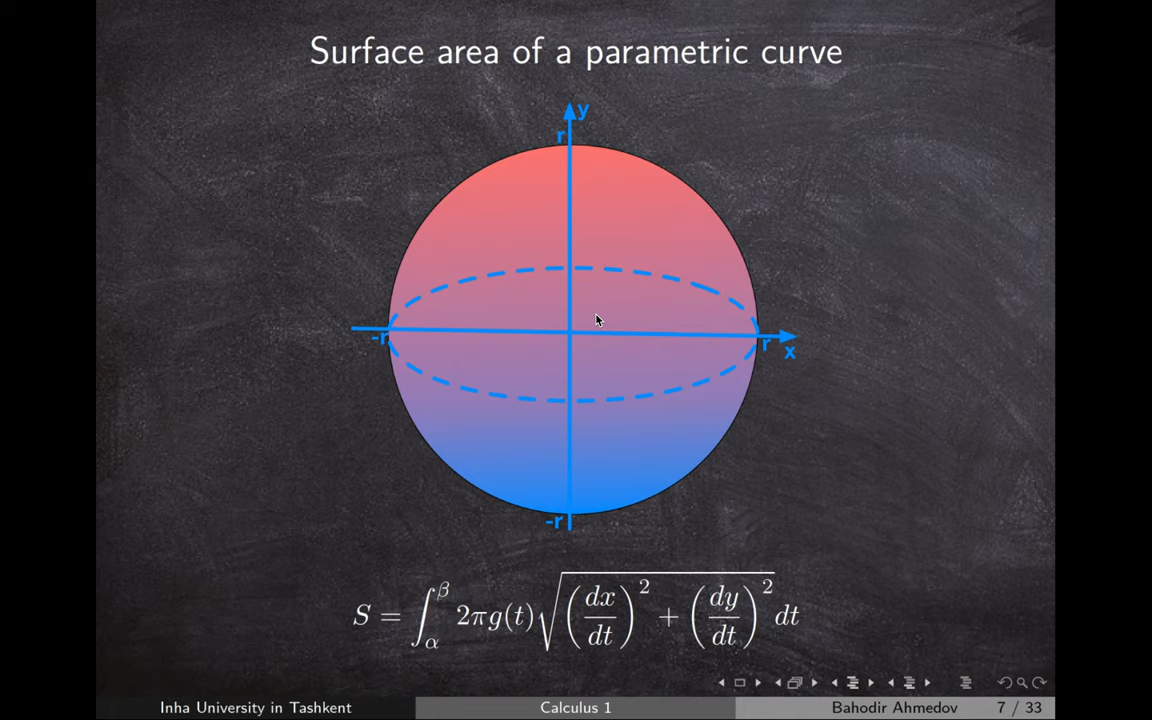 Surface area of a parametric curve
y
r
-r
r
x
-r
S = ∫_α^β 2πg(t)√((dx/dt)^2 + (dy/dt)^2) dt
Inha University in Tashkent Calculus 1 Bahodir Ahmedov 7 / 33